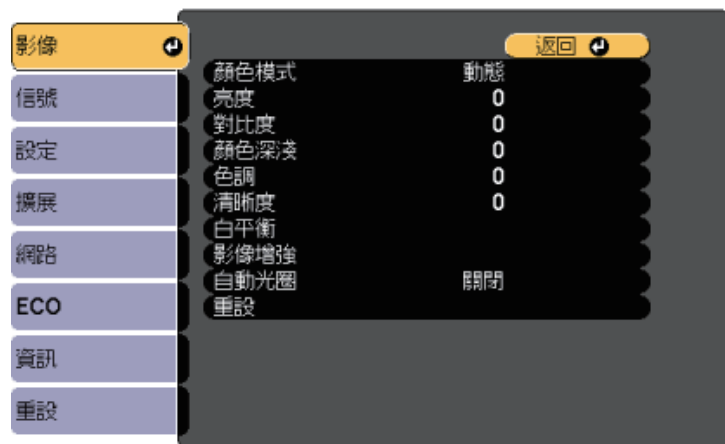 影像
信號
設定
擴展
網路
ECO
資訊
重設
返回
顏色模式 動態
亮度 0
對比度 0
顏色深淺 0
色調 0
清晰度 0
白平衡
影像增強
自動光圈 關閉
重設